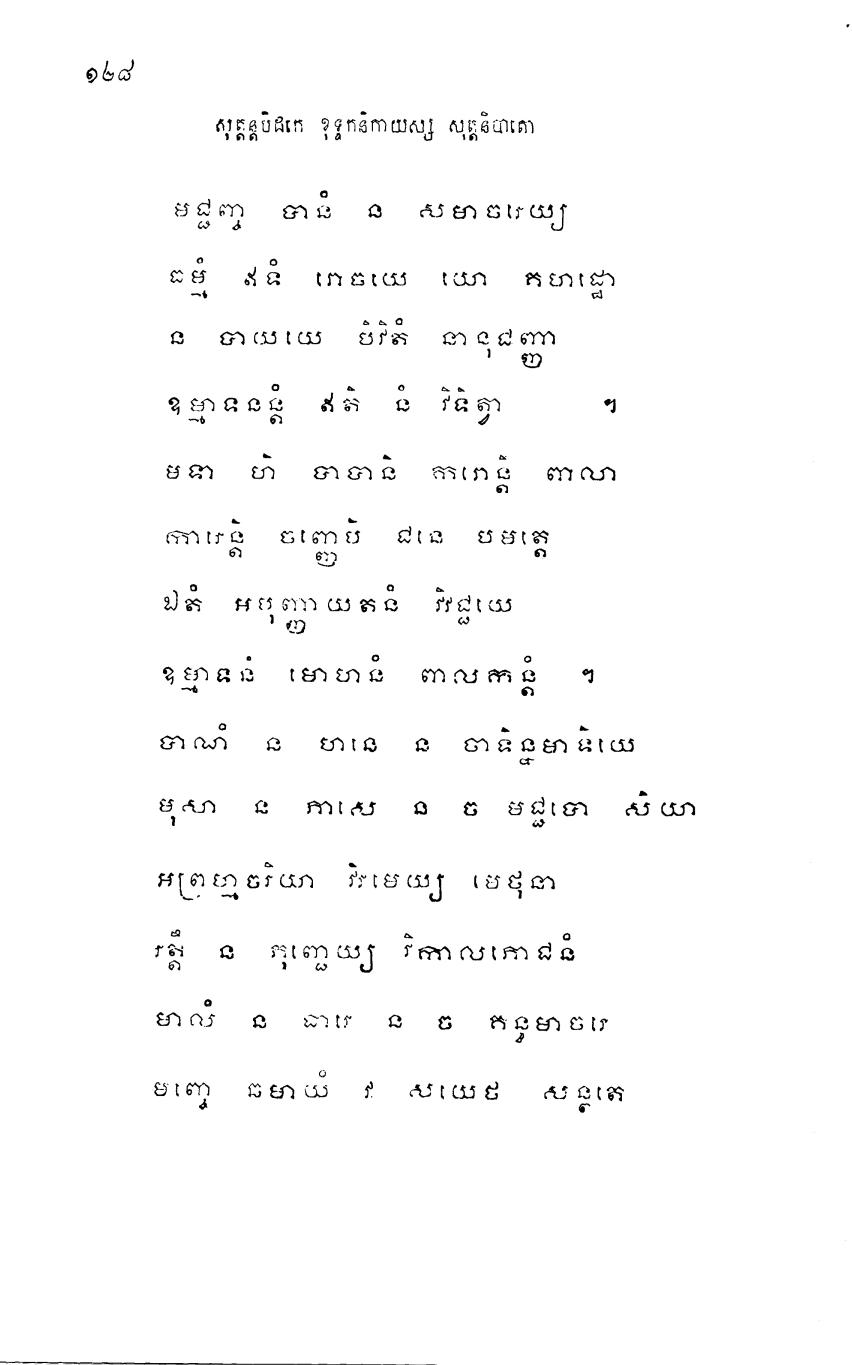 ១២៨
សុត្តន្តបិដកេ ខុទ្ទកនិកាយស្ស សុត្តនិបាតោ
មជ្ជញ្ច បានំ ន សមាចរេយ្យ
ធម្មំ ឥទំ រោចយេ យោ គហដ្ឋោ
ន បាយយេ បិវិតំ នានុជញ្ញា
ឧម្មាទនន្តំ ឥតិ នំ វិទិត្វា ៗ
មទា ហិ បាបានិ ករោន្តិ ពាលា
ការេន្តិ ចញ្ញេបិ ជនេ បមត្តេ
ឯតំ អបុញ្ញាយតនំ វិវជ្ជយេ
ឧម្មាទនំ មោហនំ ពាលកន្តំ ៗ
បាណំ ន ហនេ ន ចាទិន្នមាទិយេ
មុសា ន ភាសេ ន ច មជ្ជបោ សិយា
អព្រហ្មចរិយា វិរមេយ្យ មេថុនា
រត្តឹ ន ភុញ្ជេយ្យ វិកាលភោជនំ
មាលំ ន ធារេ ន ច គន្ធមាចរេ
មញ្ចេ ឆមាយំ វ សយេថ សន្ថតេ